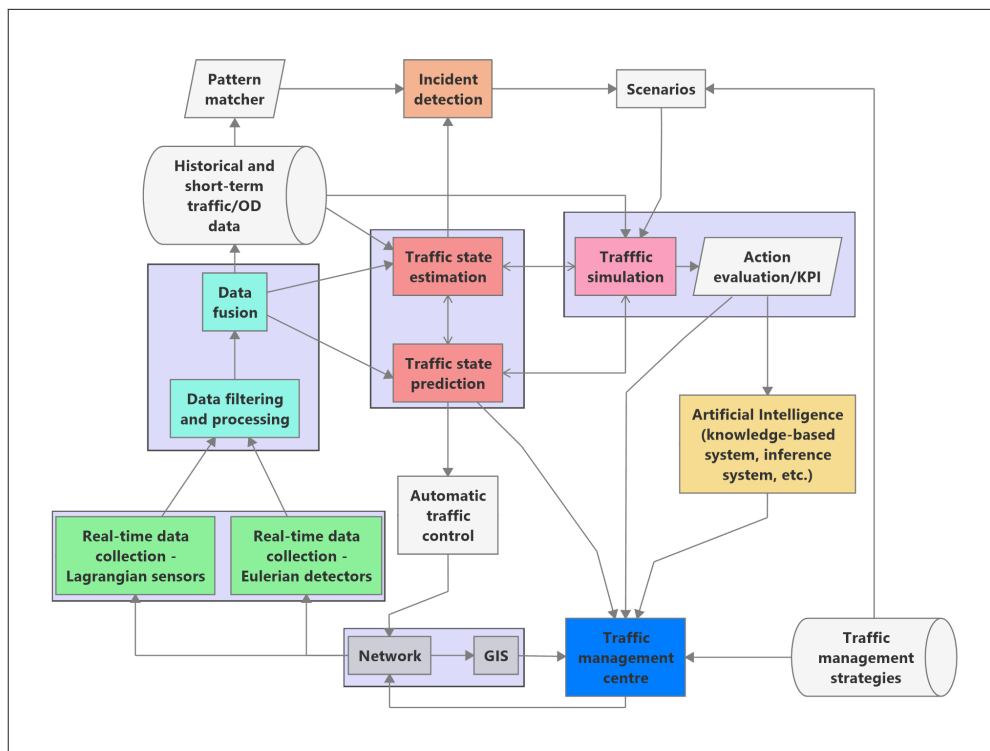 Pattern
matcher
Incident
detection
Scenarios
Historical and
short-term
traffic/OD
data
Traffic state
estimation
Trafffic
simulation
Action
evaluation/KPI
Data
fusion
Traffic state
prediction
Data filtering
and processing
Artificial Intelligence
(knowledge-based
system, inference
system, etc.)
Automatic
traffic
control
Real-time data
collection -
Lagrangian sensors
Real-time data
collection -
Eulerian detectors
Network
GIS
Traffic
management
centre
Traffic
management
strategies